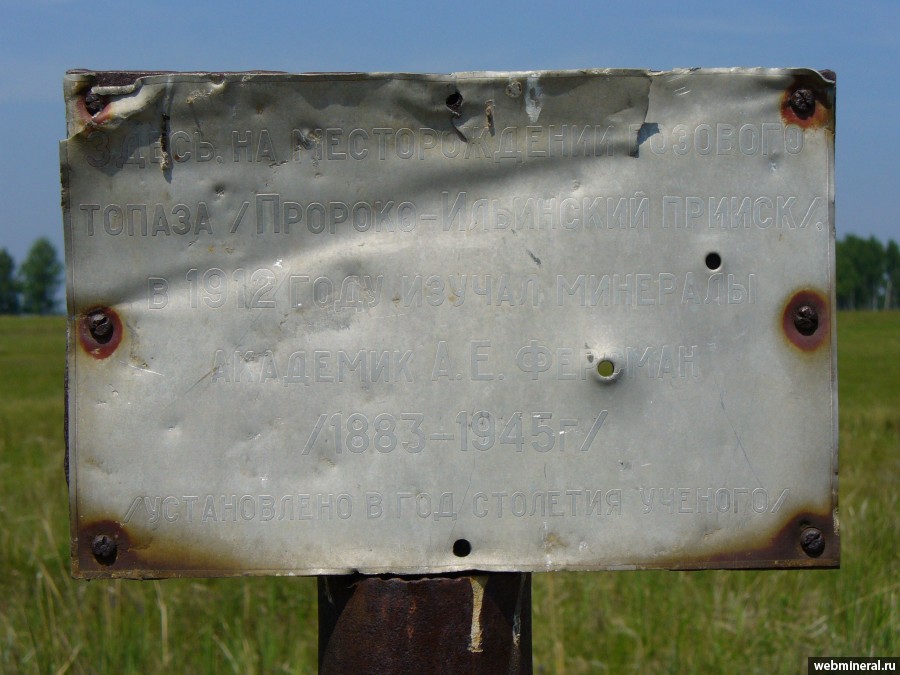 ЗДЕСЬ, НА МЕСТОРОЖДЕНИИ РОЗОВОГО
ТОПАЗА /ПРОРОКО-ИЛЬИНСКИЙ ПРИИСК/,
В 1912 ГОДУ ИЗУЧАЛ МИНЕРАЛЫ
АКАДЕМИК А.Е. ФЕРСМАН
/1883-1945г/
/УСТАНОВЛЕНО В ГОД СТОЛЕТИЯ УЧЕНОГО/
webmineral.ru